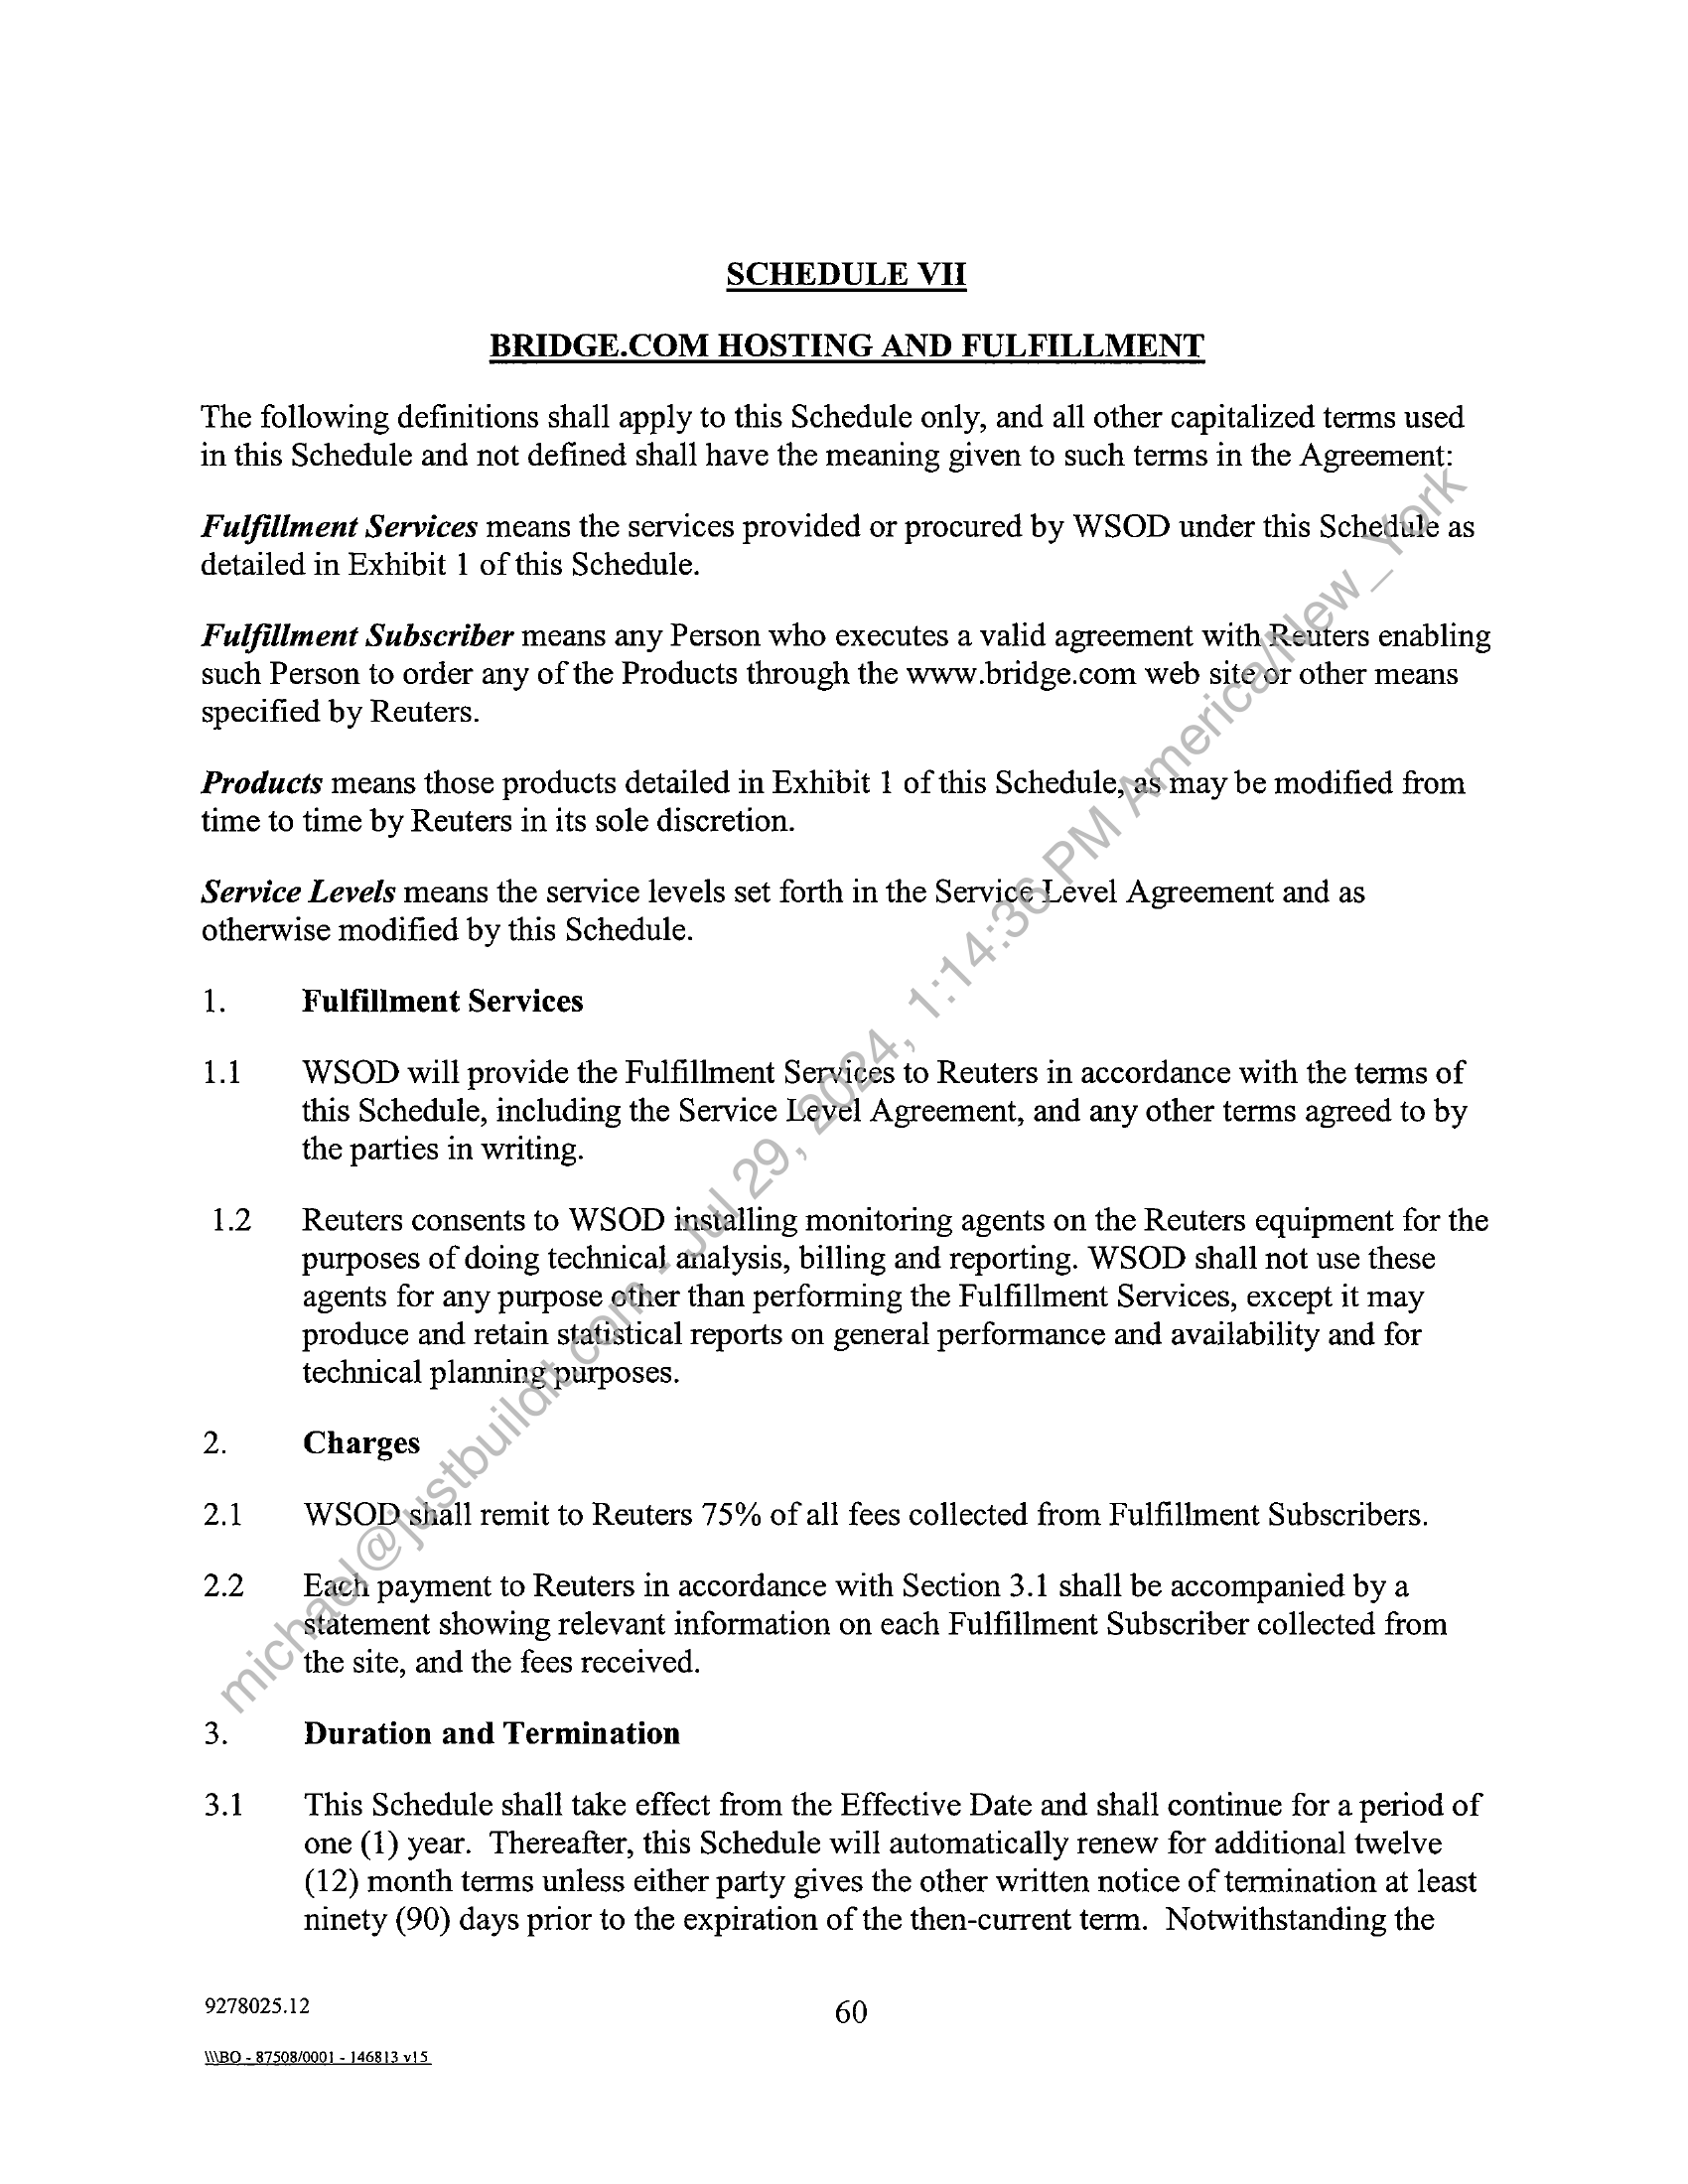 SCHEDULE VII
BRIDGE.COM HOSTING AND FULFILLMENT
The following definitions shall apply to this Schedule only, and all other capitalized terms used
in this Schedule and not defined shall have the meaning given to such terms in the Agreement:
Fulfillment Services means the services provided or procured by WSOD under this Schedule as
detailed in Exhibit 1 of this Schedule.
Fulfillment Subscriber means any Person who executes a valid agreement with Reuters enabling
such Person to order any of the Products through the www.bridge.com web site or other means
specified by Reuters.
Products means those products detailed in Exhibit 1 of this Schedule, as may be modified from
time to time by Reuters in its sole discretion.
Service Levels means the service levels set forth in the Service Level Agreement and as
otherwise modified by this Schedule.
1. Fulfillment Services
1.1 WSOD will provide the Fulfillment Services to Reuters in accordance with the terms of
this Schedule, including the Service Level Agreement, and any other terms agreed to by
the parties in writing.
1.2 Reuters consents to WSOD installing monitoring agents on the Reuters equipment for the
purposes of doing technical analysis, billing and reporting. WSOD shall not use these
agents for any purpose other than performing the Fulfillment Services, except it may
produce and retain statistical reports on general performance and availability and for
technical planning purposes.
2. Charges
2.1 WSOD shall remit to Reuters 75% of all fees collected from Fulfillment Subscribers.
2.2 Each payment to Reuters in accordance with Section 3.1 shall be accompanied by a
statement showing relevant information on each Fulfillment Subscriber collected from
the site, and the fees received.
3. Duration and Termination
3.1 This Schedule shall take effect from the Effective Date and shall continue for a period of
one (1) year. Thereafter, this Schedule will automatically renew for additional twelve
(12) month terms unless either party gives the other written notice of termination at least
ninety (90) days prior to the expiration of the then-current term. Notwithstanding the
9278025.12
60
\\\BO - 87508/0001 - 146813 v15
michael@justbuildit.com - Jul 29, 2024, 1:14:36 PM America/New_York